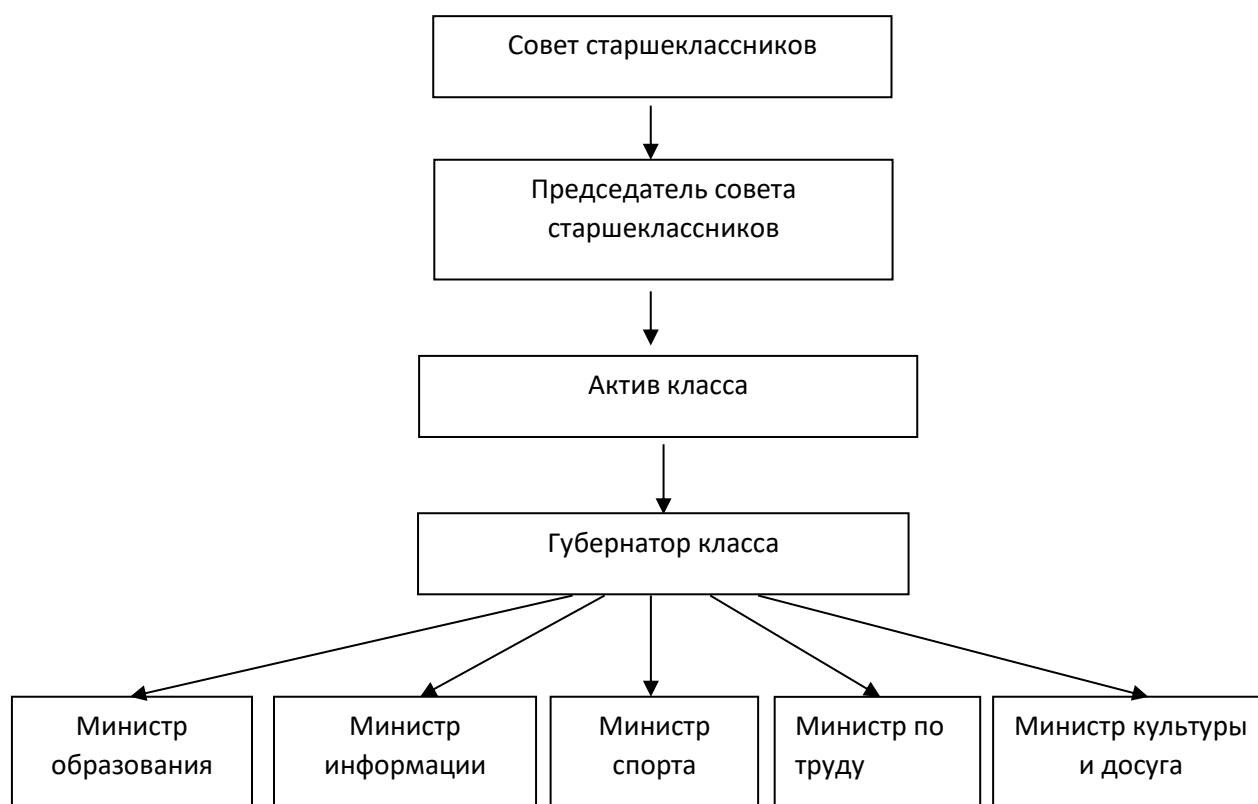 Совет старшеклассников
Председатель совета
старшеклассников
Актив класса
Губернатор класса
Министр
образования
Министр
информации
Министр
спорта
Министр по
труду
Министр культуры
и досуга